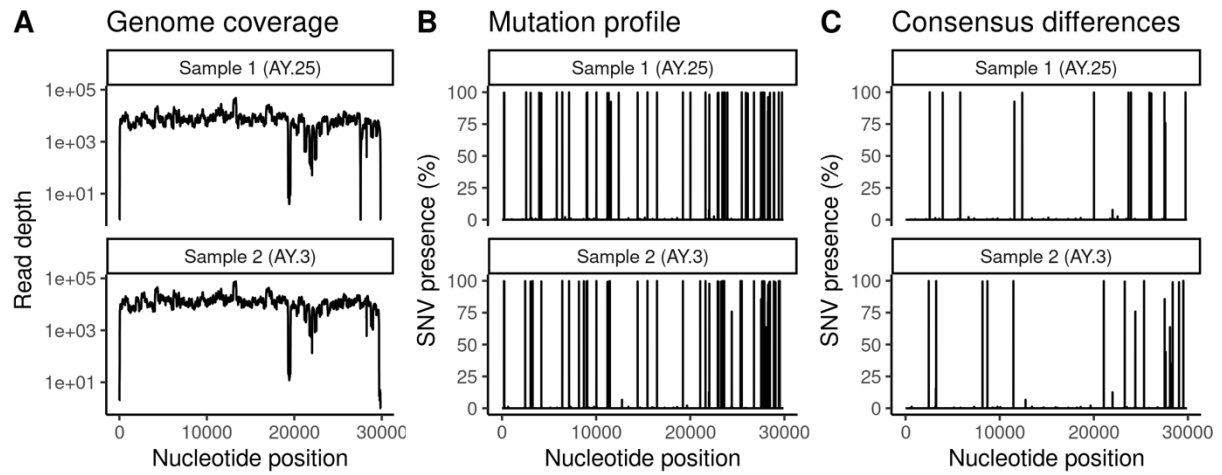 A Genome coverage
Sample 1 (AY.25)
1e+05
1e+03
1e+01
Sample 2 (AY.3)
1e+05
1e+03
1e+01
Read depth
0 10000 20000 30000
Nucleotide position
B Mutation profile
Sample 1 (AY.25)
100
75
50
25
0
Sample 2 (AY.3)
100
75
50
25
0
SNV presence (%)
0 10000 20000 30000
Nucleotide position
C Consensus differences
Sample 1 (AY.25)
100
75
50
25
0
Sample 2 (AY.3)
100
75
50
25
0
SNV presence (%)
0 10000 20000 30000
Nucleotide position